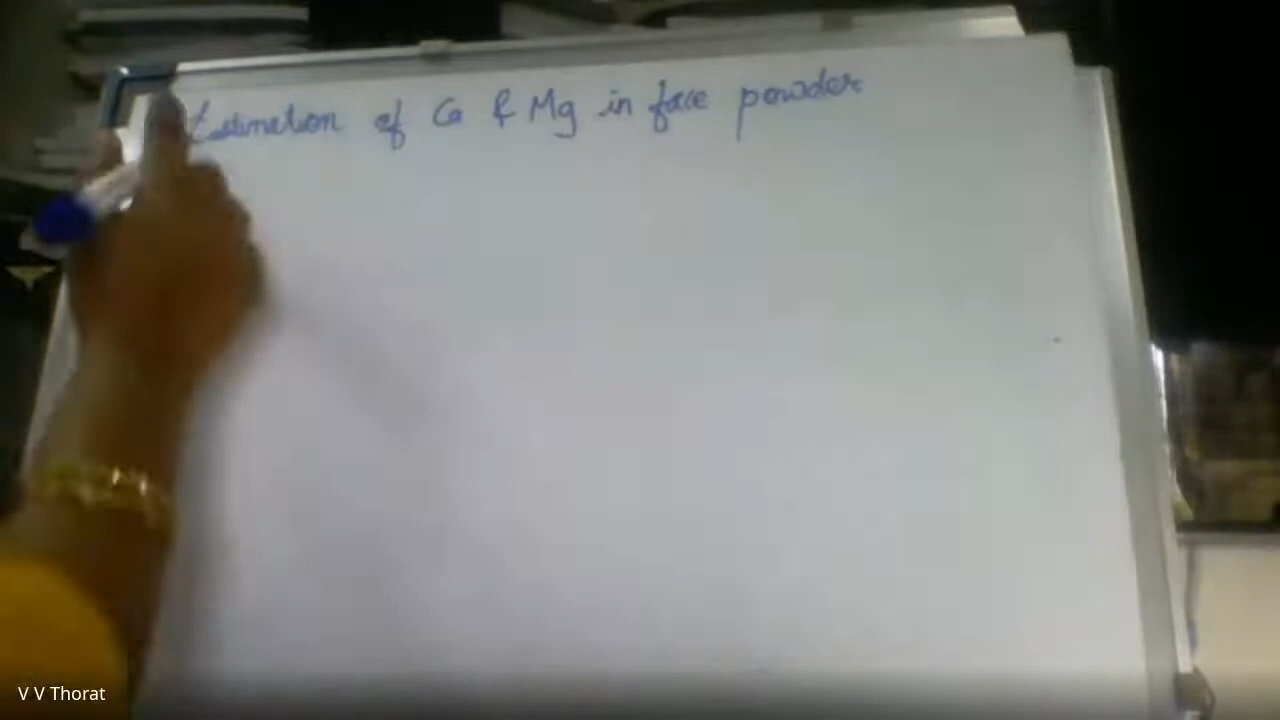 Estimation of Ca & Mg in face powder
V V Thorat